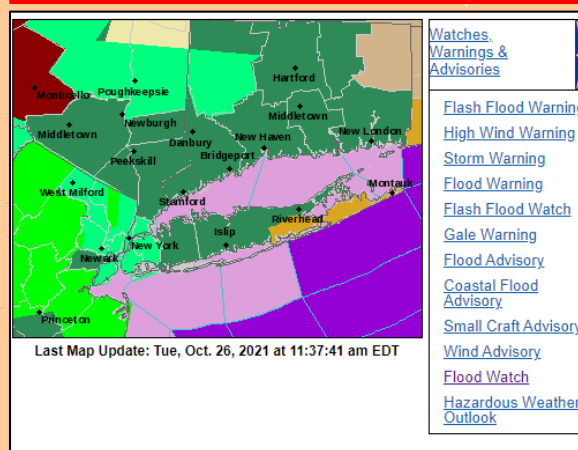 Watches,
Warnings &
Advisories
Hartford
Monticello Poughkeepsie
Middletown
Newburgh
Middletown
Danbury New Haven New London
Peekskill Bridgeport
West Milford Stamford Montauk
Riverhead
Islip
New York
Newark
Princeton
Last Map Update: Tue, Oct. 26, 2021 at 11:37:41 am EDT
Flash Flood Warning
High Wind Warning
Storm Warning
Flood Warning
Flash Flood Watch
Gale Warning
Flood Advisory
Coastal Flood
Advisory
Small Craft Advisory
Wind Advisory
Flood Watch
Hazardous Weather
Outlook